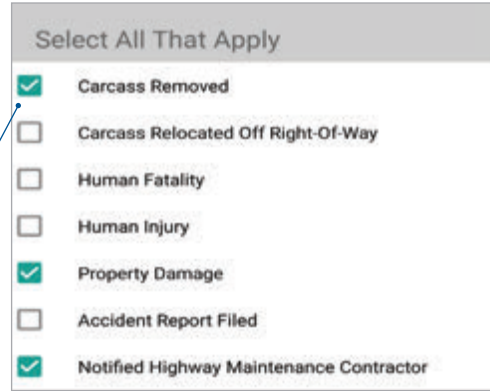 Select All That Apply
Carcass Removed
Carcass Relocated Off Right-Of-Way
Human Fatality
Human Injury
Property Damage
Accident Report Filed
Notified Highway Maintenance Contractor